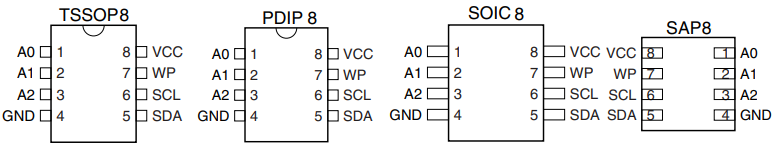 TSSOP8
A0 1 8 VCC
A1 2 7 WP
A2 3 6 SCL
GND 4 5 SDA
PDIP 8
A0 1 8 VCC
A1 2 7 WP
A2 3 6 SCL
GND 4 5 SDA
SOIC 8
A0 1 8 VCC
A1 2 7 WP
A2 3 6 SCL
GND 4 5 SDA
SAP8
VCC 8 1 A0
WP 7 2 A1
SCL 6 3 A2
SDA 5 4 GND